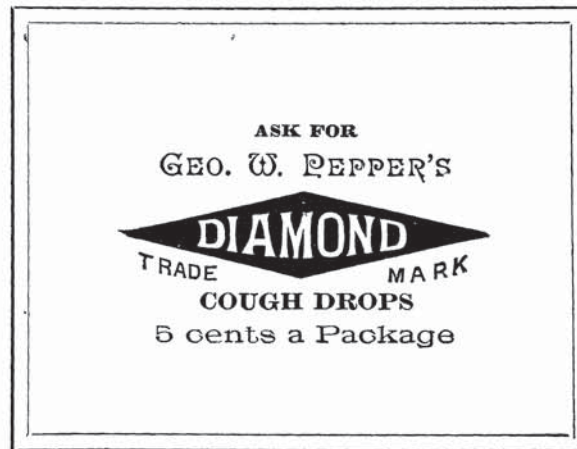 ASK FOR
GEO. W. PEPPER'S
DIAMOND
TRADE MARK
COUGH DROPS
5 cents a Package